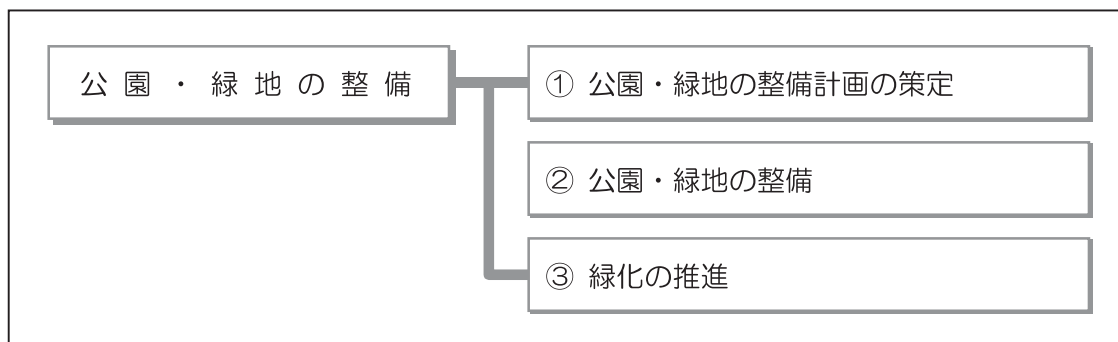 公園・緑地の整備
① 公園・緑地の整備計画の策定
② 公園・緑地の整備
③ 緑化の推進